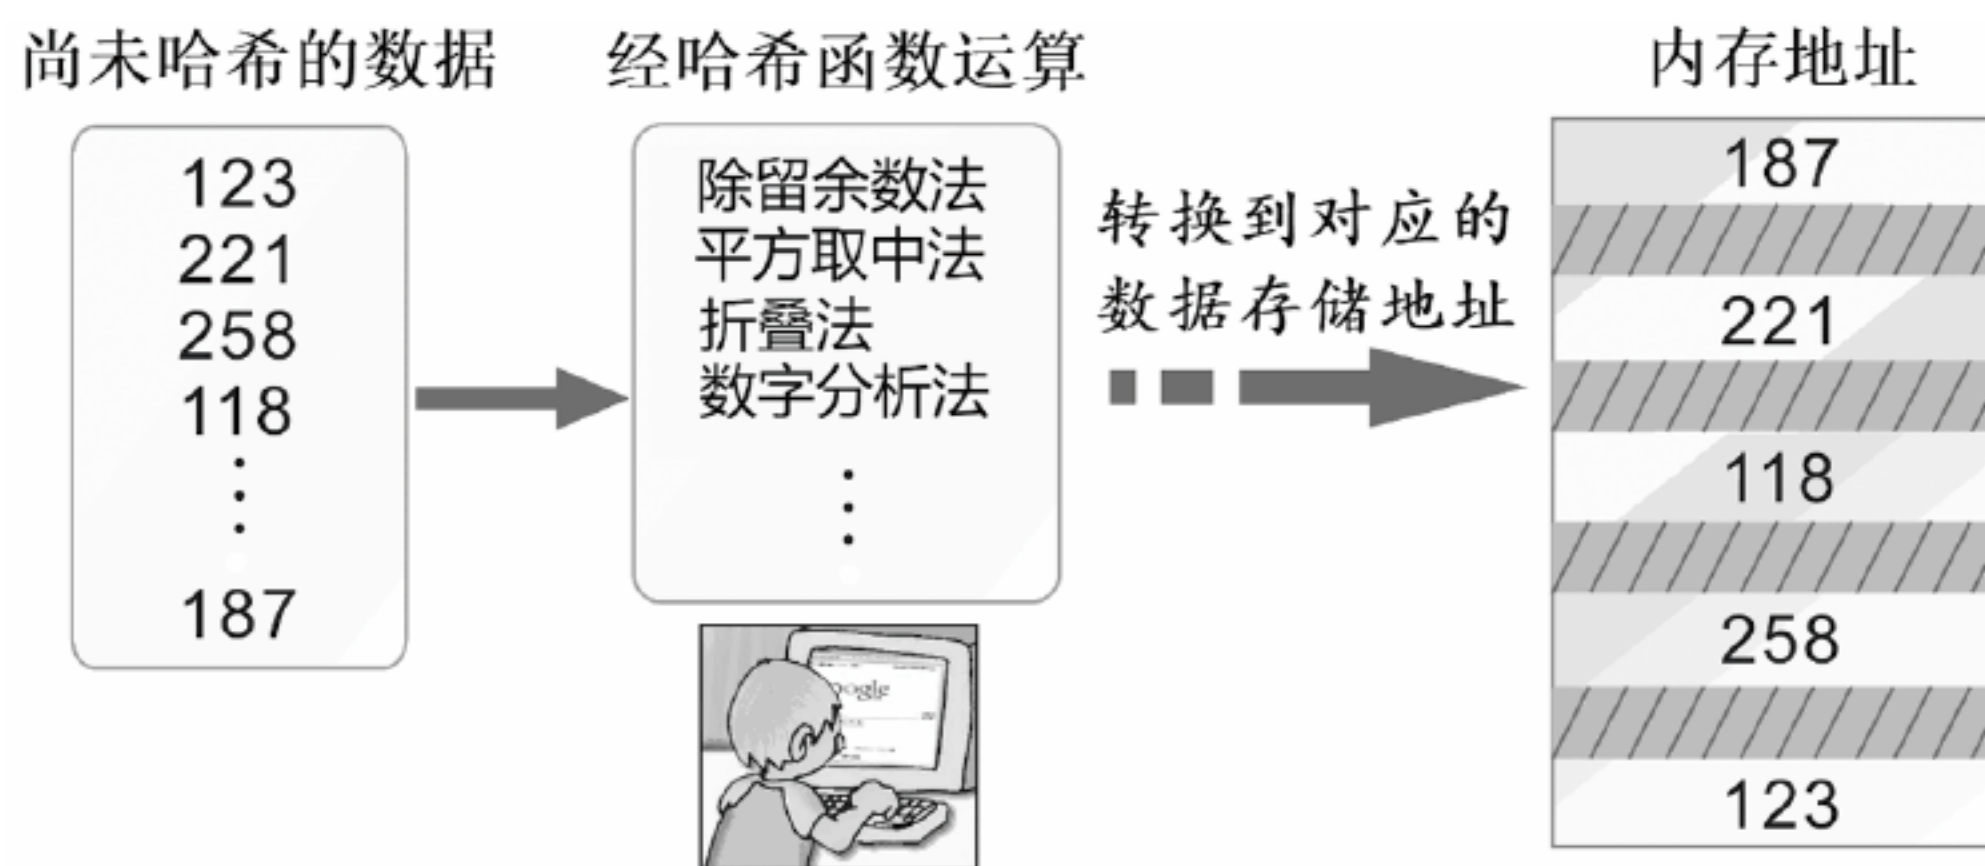 尚未哈希的数据
123
221
258
118
187
经哈希函数运算
除留余数法
平方取中法
折叠法
数字分析法
oogle
转换到对应的
数据存储地址
内存地址
187
221
118
258
123